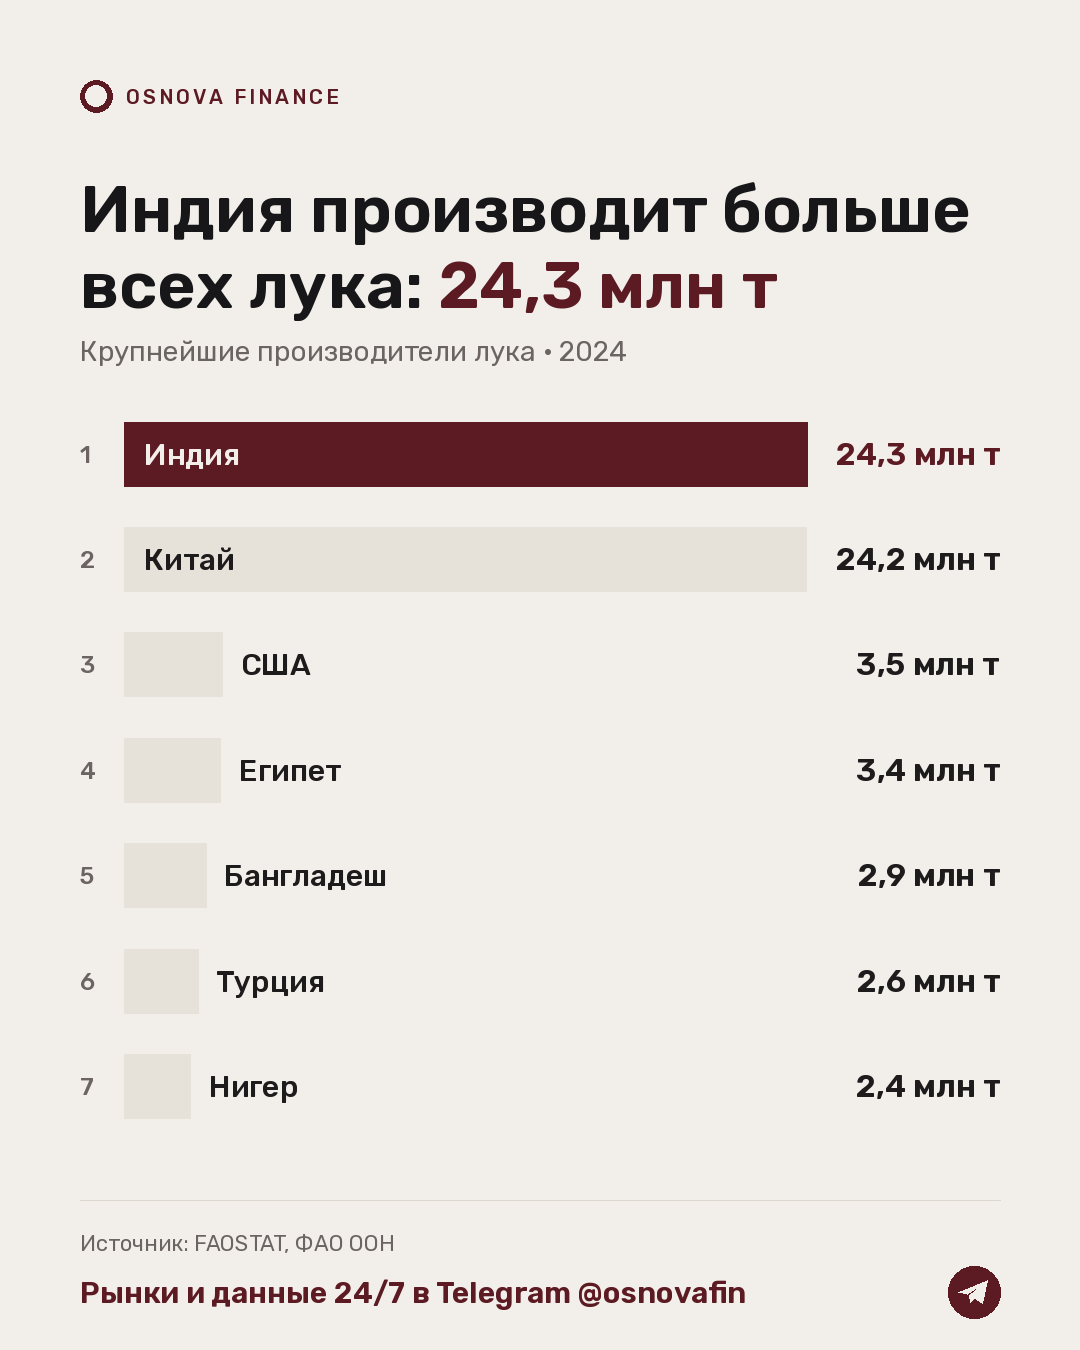 OSNOVA FINANCE
Индия производит больше
всех лука: 24,3 млн т
Крупнейшие производители лука • 2024
1 Индия 24,3 млн т
2 Китай 24,2 млн т
3 США 3,5 млн т
4 Египет 3,4 млн т
5 Бангладеш 2,9 млн т
6 Турция 2,6 млн т
7 Нигер 2,4 млн т
Источник: FAOSTAT, ФАО ООН
Рынки и данные 24/7 в Telegram @osnovafin